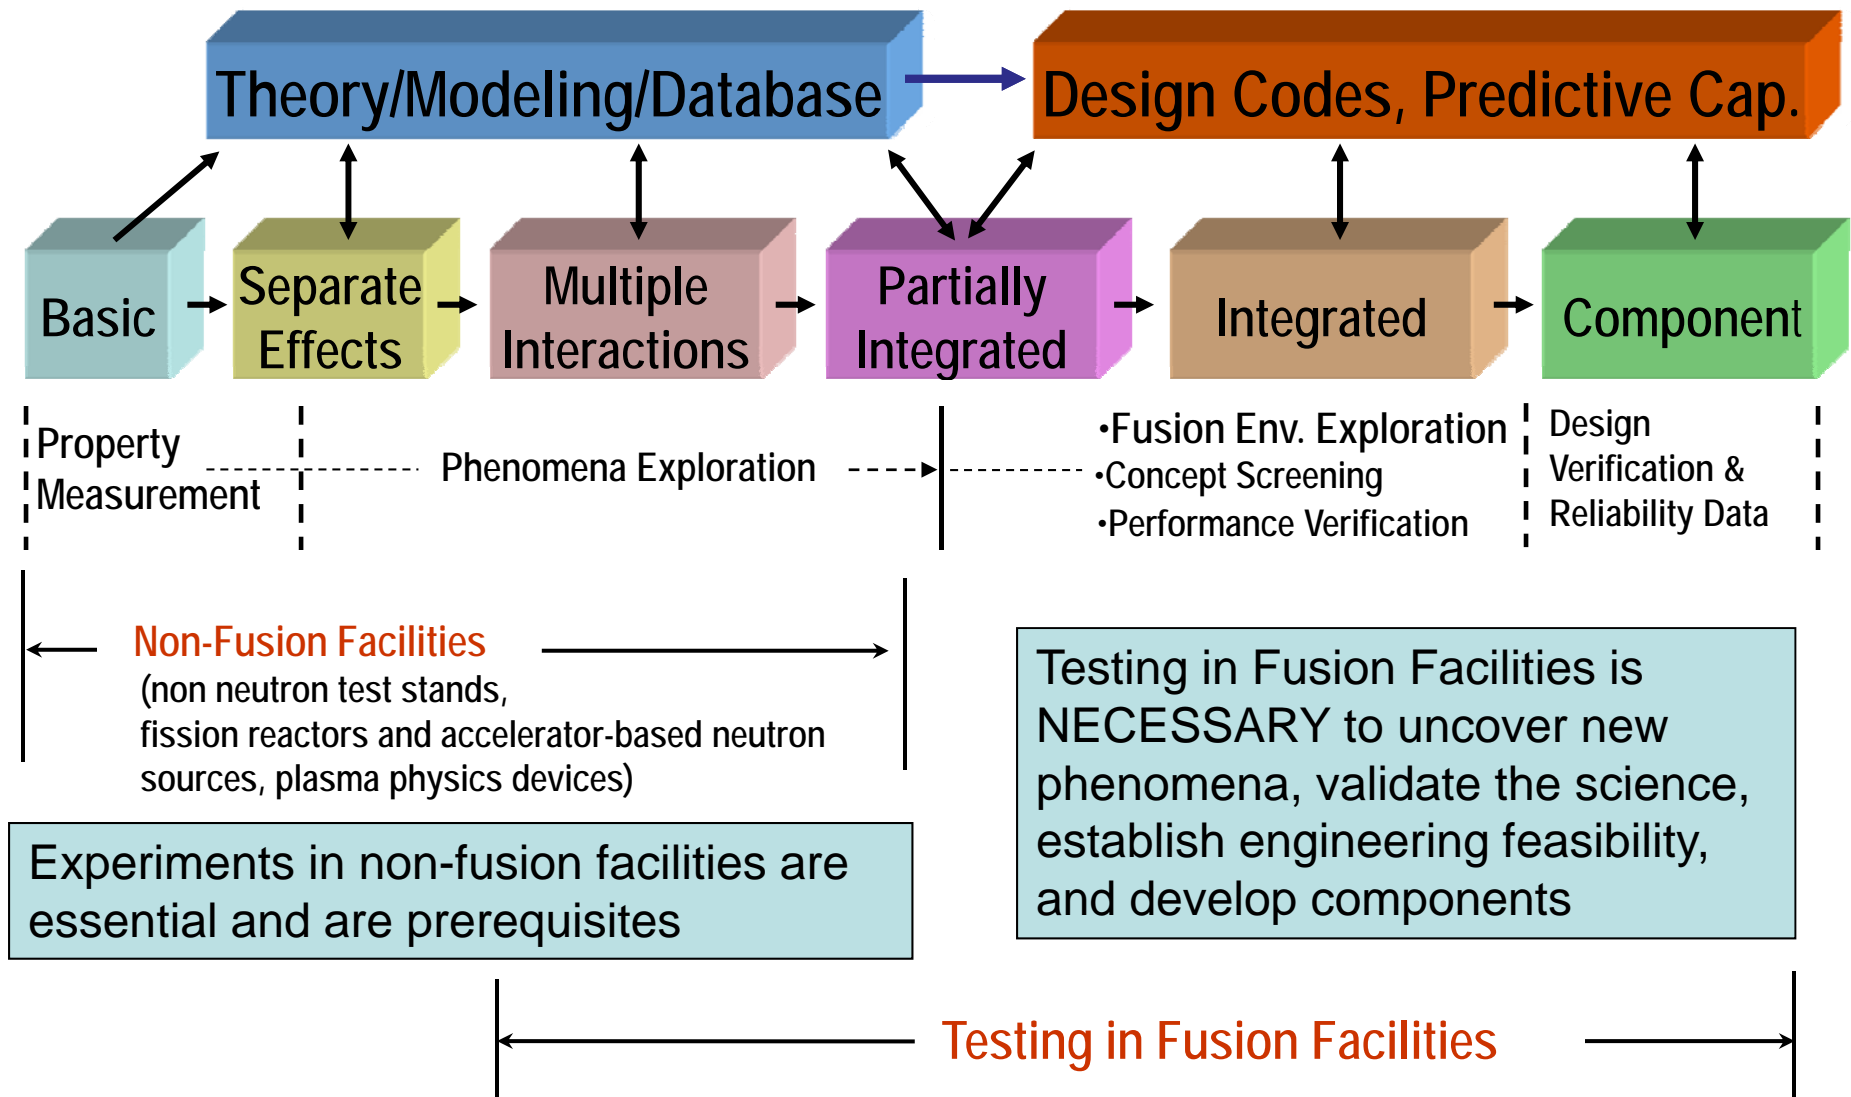 Theory/Modeling/Database
Design Codes, Predictive Cap.
Basic
Separate
Effects
Multiple
Interactions
Partially
Integrated
Integrated
Component
Property
Measurement
Phenomena Exploration
•Fusion Env. Exploration
•Concept Screening
•Performance Verification
Design
Verification &
Reliability Data
Non-Fusion Facilities
(non neutron test stands,
fission reactors and accelerator-based neutron
sources, plasma physics devices)
Experiments in non-fusion facilities are
essential and are prerequisites
Testing in Fusion Facilities is
NECESSARY to uncover new
phenomena, validate the science,
establish engineering feasibility,
and develop components
Testing in Fusion Facilities